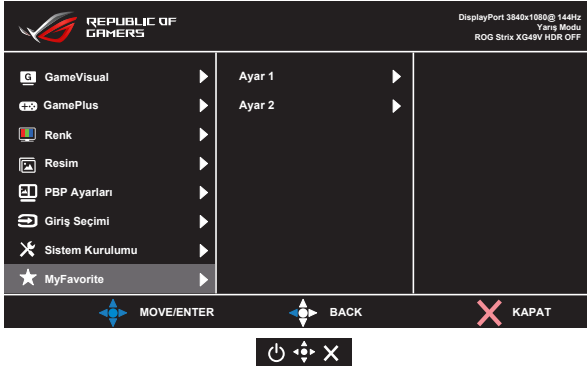 REPUBLIC OF
GAMERS
DisplayPort 3840x1080@ 144Hz
Yarış Modu
ROG Strix XG49V HDR OFF
G GameVisual
GamePlus
Renk
Resim
PBP Ayarları
Giriş Seçimi
Sistem Kurulumu
MyFavorite
Ayar 1
Ayar 2
MOVE/ENTER
BACK
KAPAT